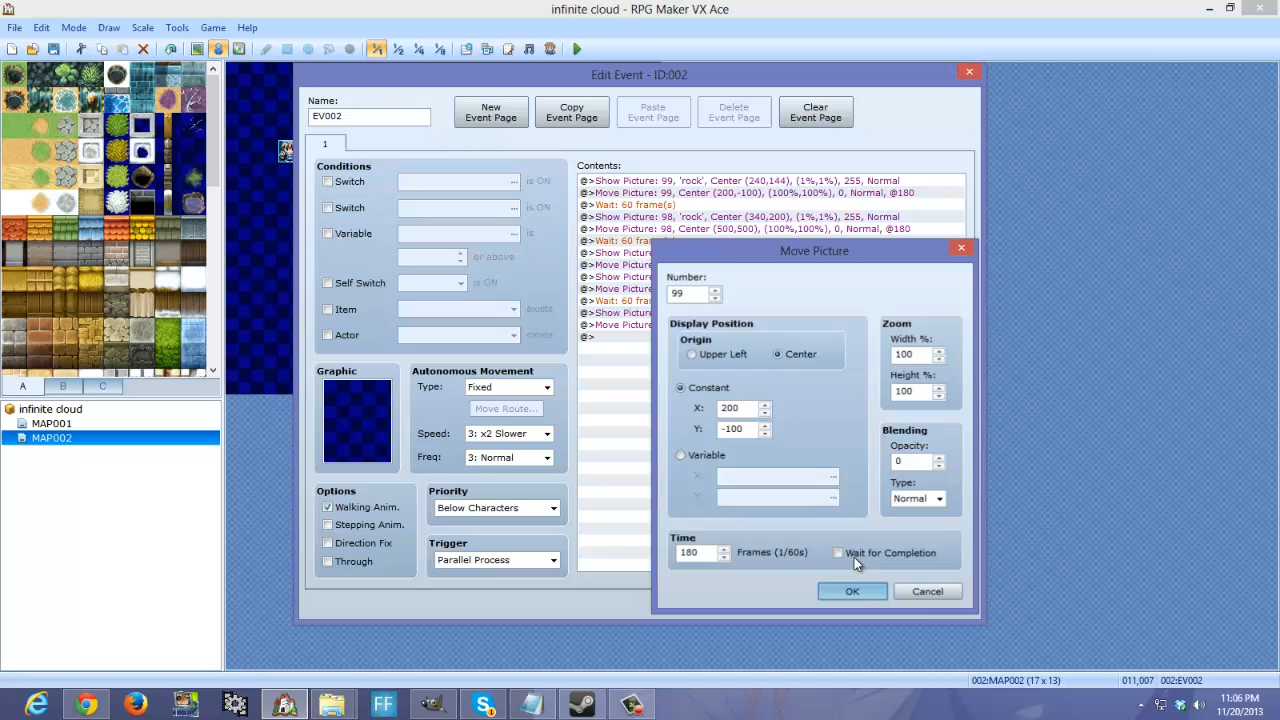 infinite cloud - RPG Maker VX Ace
File Edit Mode Draw Scale Tools Game Help
Edit Event - ID:002
Name:
EV002
New Event Page
Copy Event Page
Paste Event Page
Delete Event Page
Clear Event Page
1
Conditions
Switch ... is ON
Switch ... is ON
Variable ... is
or above
Self Switch is ON
Item exists
Actor exists
Graphic
Autonomous Movement
Type: Fixed
Move Route...
Speed: 3: x2 Slower
Freq: 3: Normal
Options
Walking Anim.
Stepping Anim.
Direction Fix
Through
Priority
Below Characters
Trigger
Parallel Process
Contents:
@>Show Picture: 99, 'rock', Center (240,144), (1%,1%), 255, Normal
@>Move Picture: 99, Center (200,-100), (100%,100%), 0, Normal, @180
@>Wait: 60 frame(s)
@>Show Picture: 98, 'rock', Center (340,200), (1%,1%), 255, Normal
@>Move Picture: 98, Center (500,500), (100%,100%), 0, Normal, @180
@>Wait: 60 fra
@>Show Pictu
@>Move Pictu
@>Show Pictu
@>Move Pictu
@>Wait: 60 fra
@>Show Pictu
@>Move Pictu
@>
Move Picture
Number:
99
Display Position
Origin
Upper Left Center
Constant
X: 200
Y: -100
Variable
X: ...
Y: ...
Zoom
Width %:
100
Height %:
100
Blending
Opacity:
0
Type:
Normal
Time
180 Frames (1/60s) Wait for Completion
OK Cancel
A B C
infinite cloud
MAP001
MAP002
002:MAP002 (17 x 13) 011,007 002:EV002
FF
11:06 PM
11/20/2013